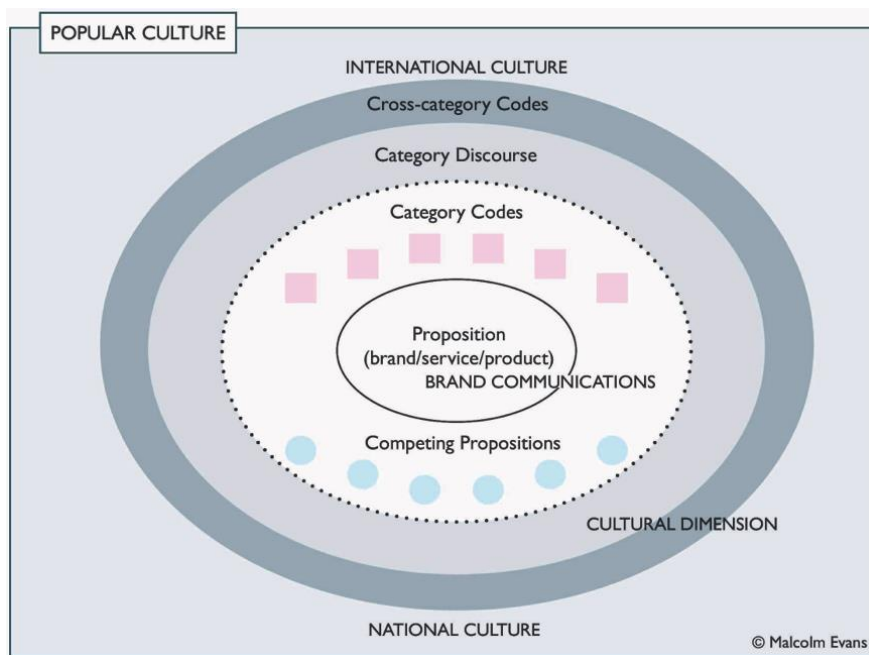 POPULAR CULTURE
INTERNATIONAL CULTURE
Cross-category Codes
Category Discourse
Category Codes
Proposition
(brand/service/product)
BRAND COMMUNICATIONS
Competing Propositions
CULTURAL DIMENSION
NATIONAL CULTURE
© Malcolm Evans